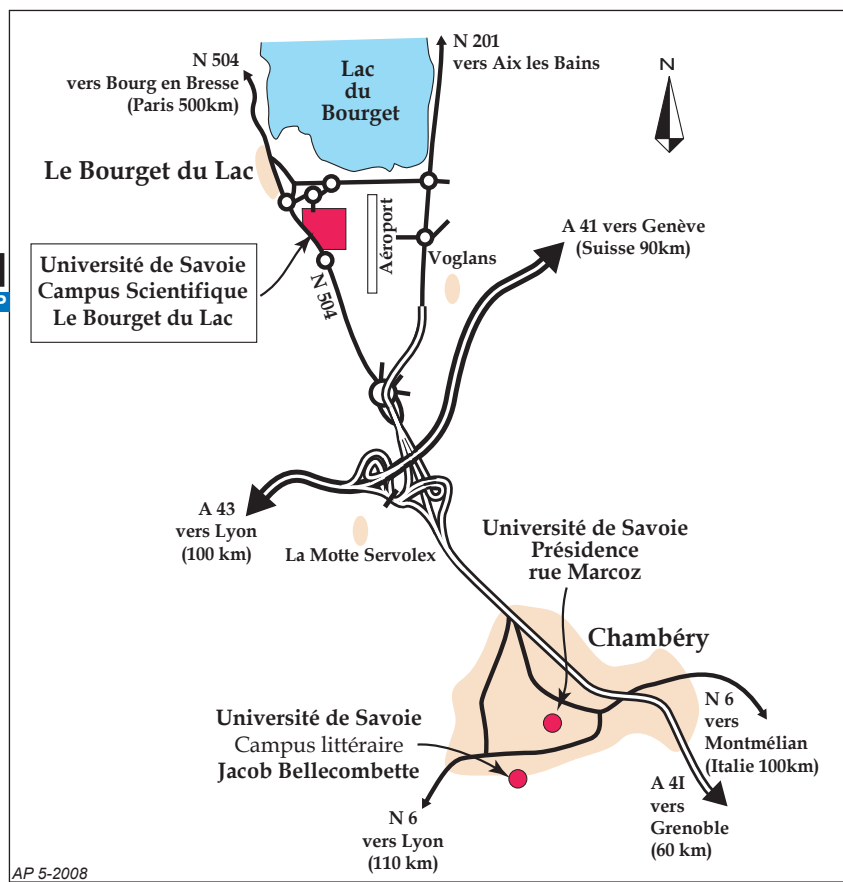 N 504
vers Bourg en Bresse
(Paris 500km)
N 201
vers Aix les Bains
Lac
du
Bourget
N
Le Bourget du Lac
A 41 vers Genève
(Suisse 90km)
Aéroport
Voglans
Université de Savoie
Campus Scientifique
Le Bourget du Lac
N 504
P
A 43
vers Lyon
(100 km)
La Motte Servolex
Université de Savoie
Présidence
rue Marcoz
Chambéry
Université de Savoie
Campus littéraire
Jacob Bellecombette
N 6
vers
Montmélian
(Italie 100km)
A 4I
vers
Grenoble
(60 km)
N 6
vers Lyon
(110 km)
AP 5-2008